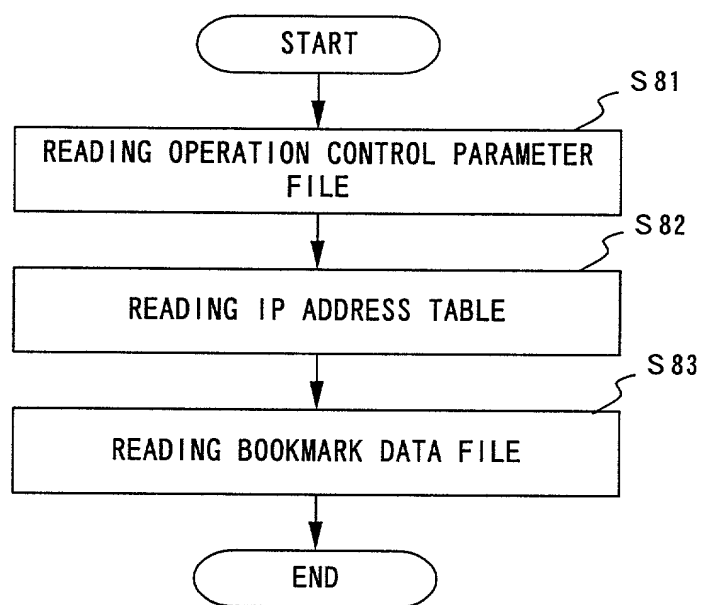 START
S81
READING OPERATION CONTROL PARAMETER
FILE
S82
READING IP ADDRESS TABLE
S83
READING BOOKMARK DATA FILE
END